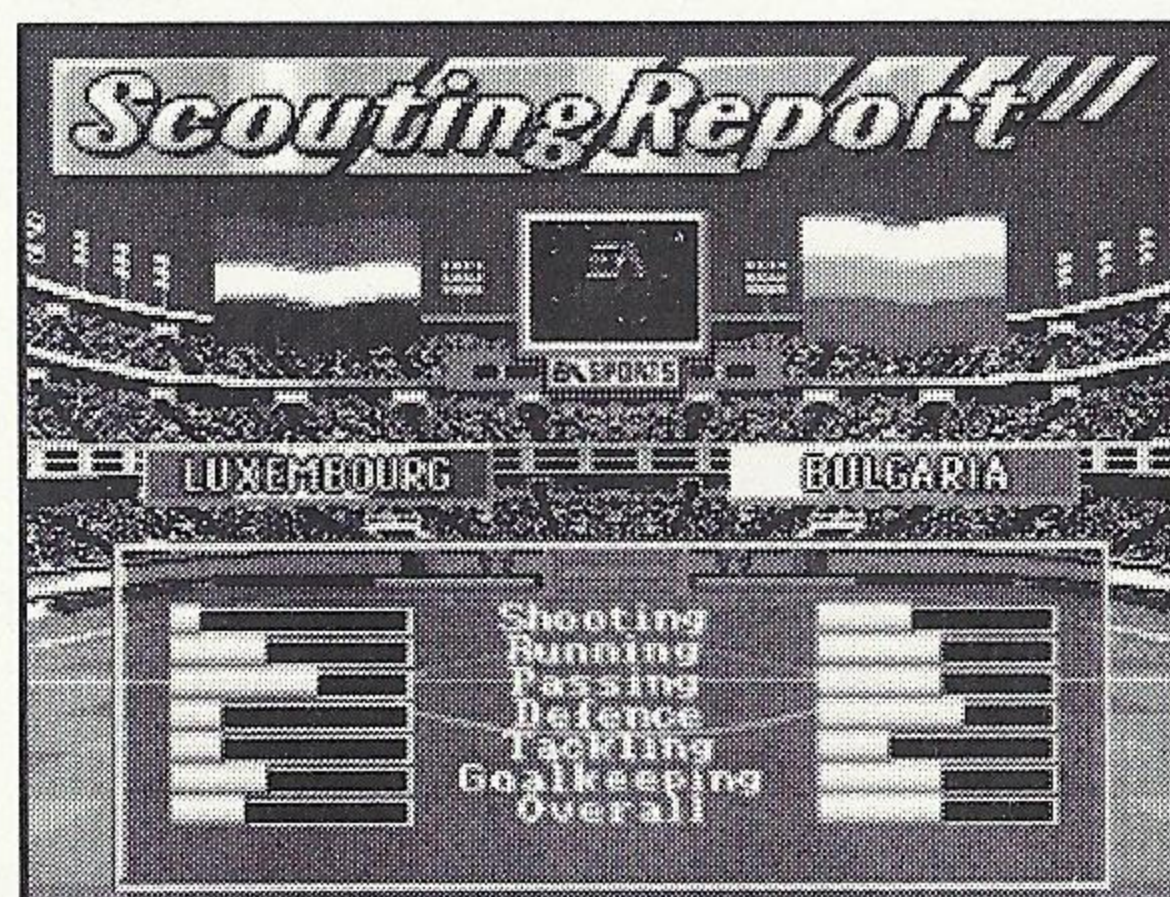 Scouting Report
EA
EA SPORTS
LUXEMBOURG
BULGARIA
Shooting
Running
Passing
Defence
Tackling
Goalkeeping
Overall